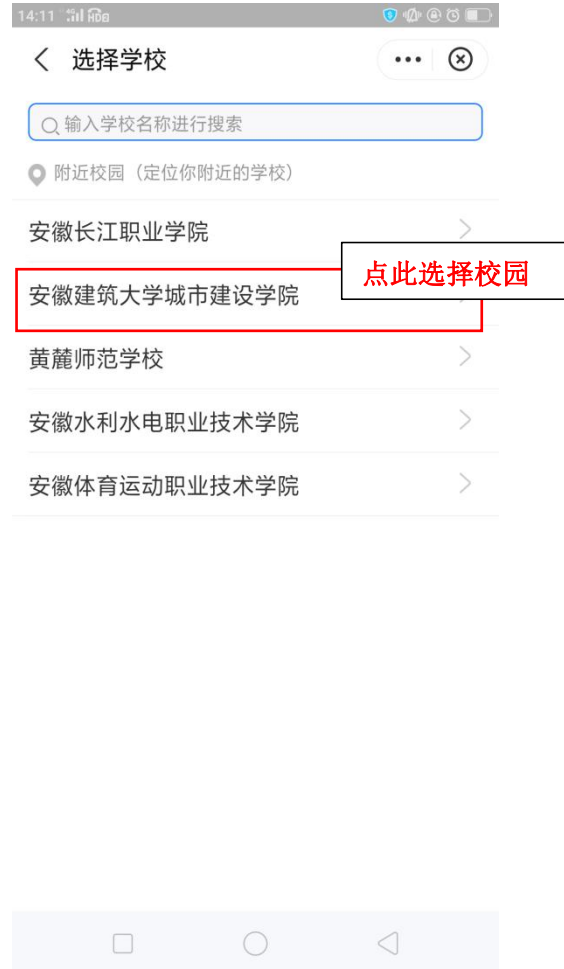 14:11 4G HD
选择学校
输入学校名称进行搜索
附近校园（定位你附近的学校）
安徽长江职业学院
点此选择校园
安徽建筑大学城市建设学院
黄麓师范学校
安徽水利水电职业技术学院
安徽体育运动职业技术学院